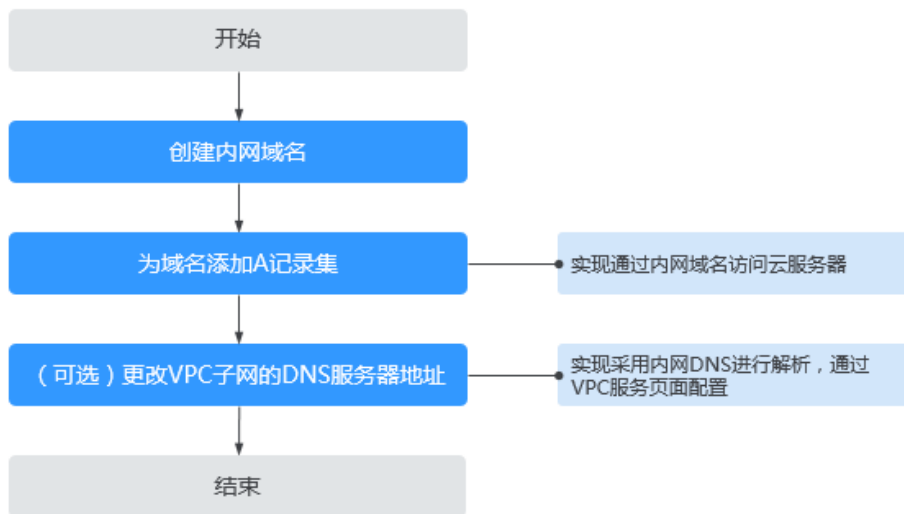 开始
创建内网域名
为域名添加A记录集
实现通过内网域名访问云服务器
（可选）更改VPC子网的DNS服务器地址
实现采用内网DNS进行解析，通过
VPC服务页面配置
结束